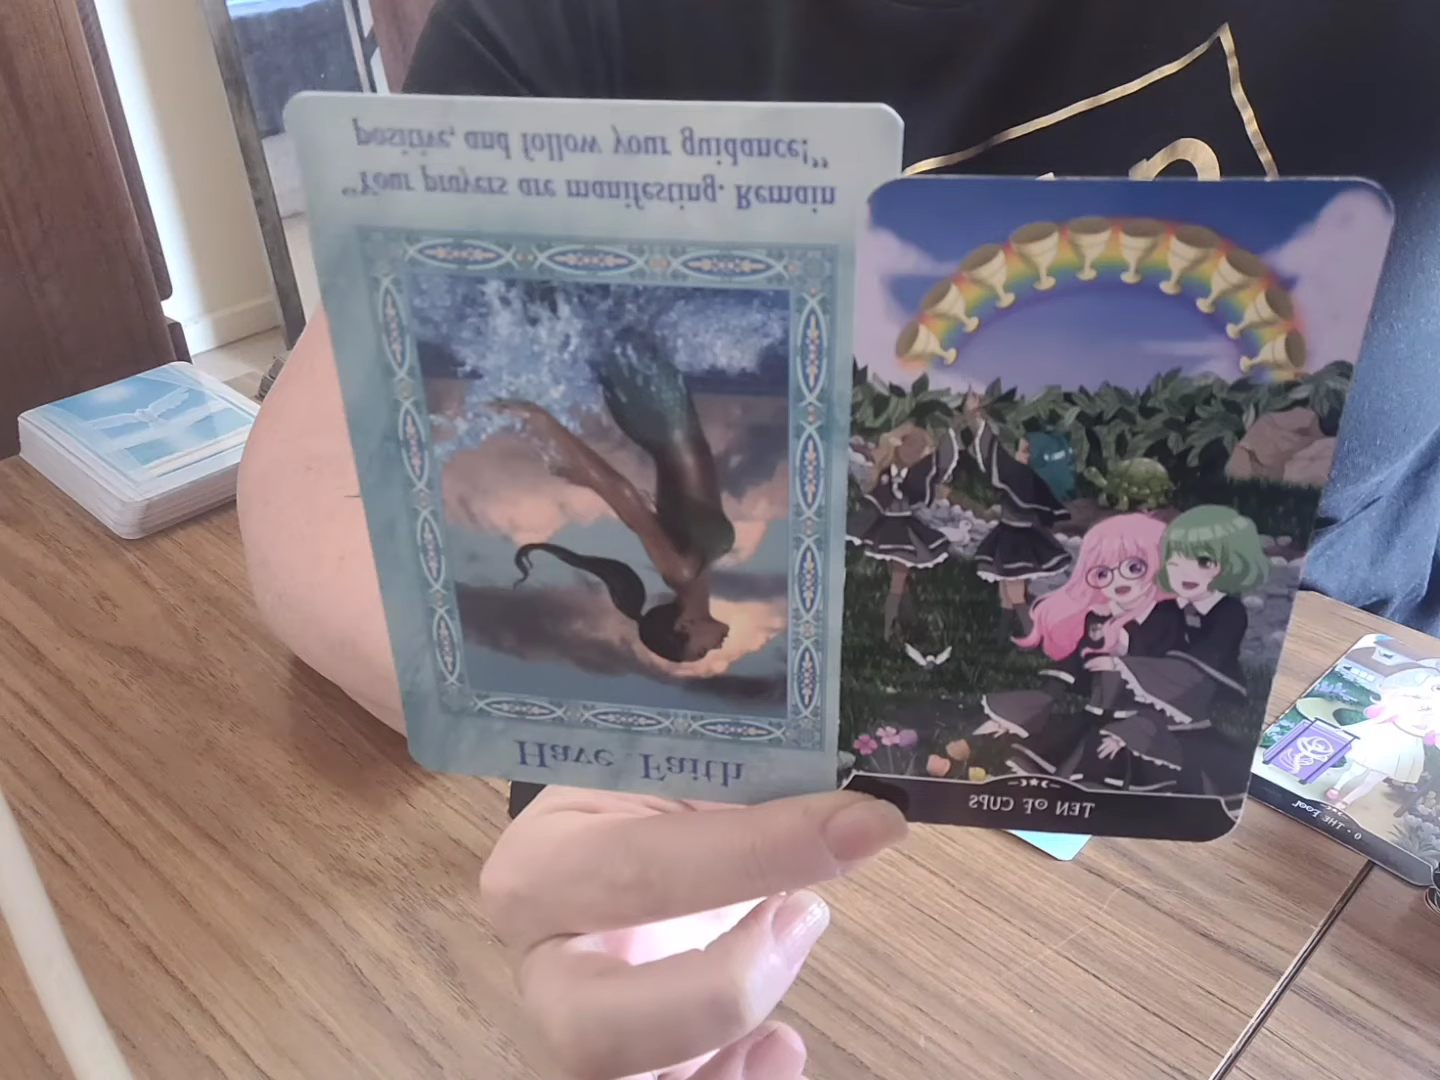 Have Faith
"Your prayers are manifesting. Remain
positive, and follow your guidance!"
TEN OF CUPS
0 • THE FOOL